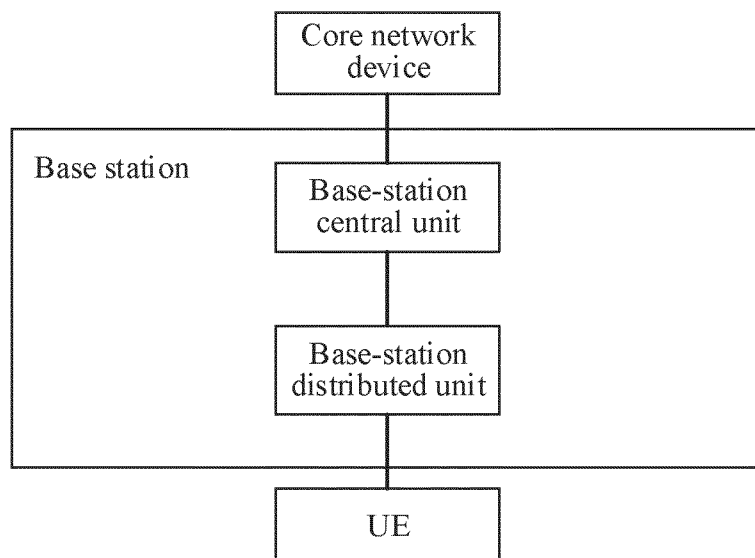 Core network
device
Base station
Base-station
central unit
Base-station
distributed unit
UE